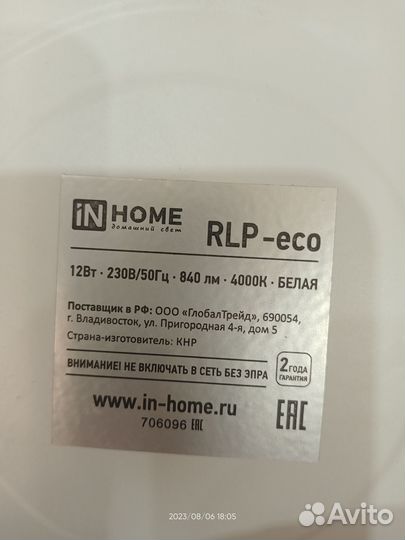 iN HOME
домашний свет
RLP-eco
12Вт · 230В/50Гц · 840 лм · 4000К · БЕЛАЯ
Поставщик в РФ: ООО «ГлобалТрейд», 690054,
г. Владивосток, ул. Пригородная 4-я, дом 5
Страна-изготовитель: КНР
ВНИМАНИЕ! НЕ ВКЛЮЧАТЬ В СЕТЬ БЕЗ ЭПРА
2 ГОДА
ГАРАНТИЯ
www.in-home.ru
706096 EAC
EAC
2023/08/06 18:05
Avito